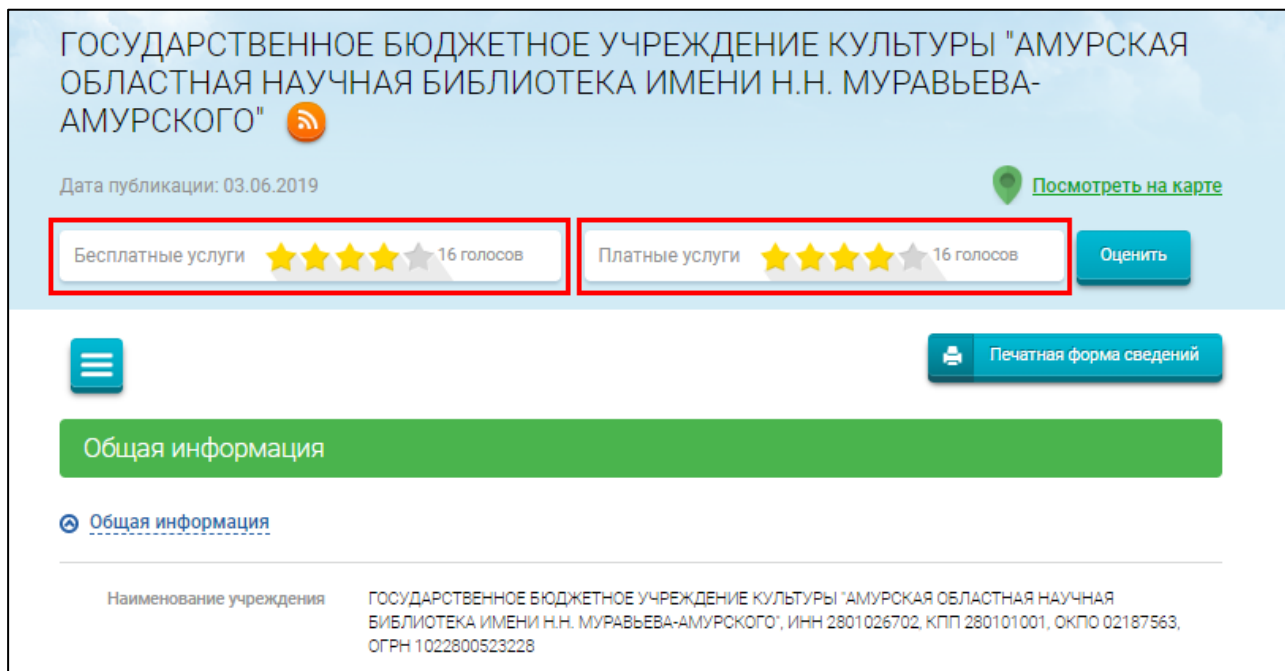 ГОСУДАРСТВЕННОЕ БЮДЖЕТНОЕ УЧРЕЖДЕНИЕ КУЛЬТУРЫ "АМУРСКАЯ
ОБЛАСТНАЯ НАУЧНАЯ БИБЛИОТЕКА ИМЕНИ Н.Н. МУРАВЬЕВА-
АМУРСКОГО"
Дата публикации: 03.06.2019
Посмотреть на карте
Бесплатные услуги 16 голосов
Платные услуги 16 голосов
Оценить
Печатная форма сведений
Общая информация
Общая информация
Наименование учреждения
ГОСУДАРСТВЕННОЕ БЮДЖЕТНОЕ УЧРЕЖДЕНИЕ КУЛЬТУРЫ "АМУРСКАЯ ОБЛАСТНАЯ НАУЧНАЯ
БИБЛИОТЕКА ИМЕНИ Н.Н. МУРАВЬЕВА-АМУРСКОГО", ИНН 2801026702, КПП 280101001, ОКПО 02187563,
ОГРН 1022800523228